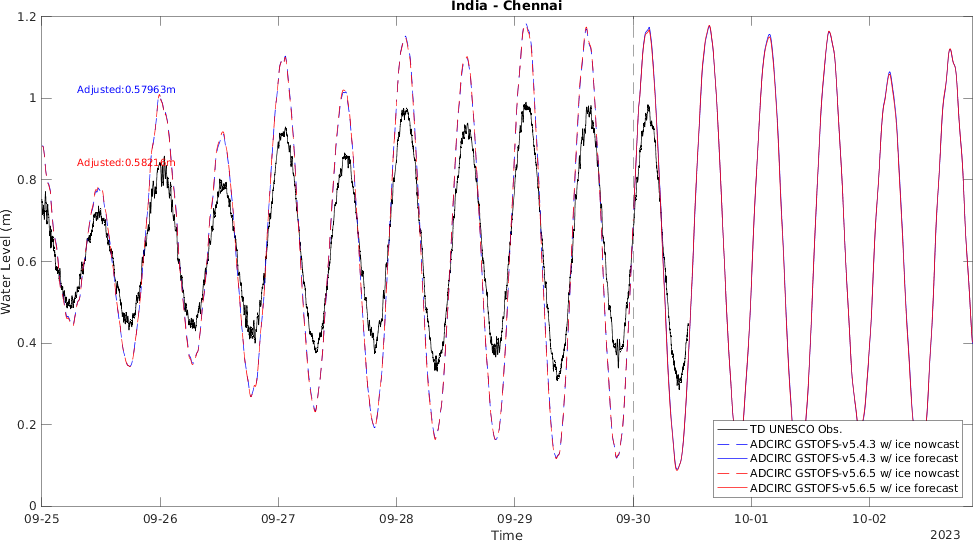 India - Chennai
Water Level (m)
1.2
1
0.8
0.6
0.4
0.2
0
Adjusted:0.57963m
Adjusted:0.5821 m
TD UNESCO Obs.
ADCIRC GSTOFS-v5.4.3 w/ ice nowcast
ADCIRC GSTOFS-v5.4.3 w/ ice forecast
ADCIRC GSTOFS-v5.6.5 w/ ice nowcast
ADCIRC GSTOFS-v5.6.5 w/ ice forecast
09-25 09-26 09-27 09-28 09-29 09-30 10-01 10-02
Time
2023